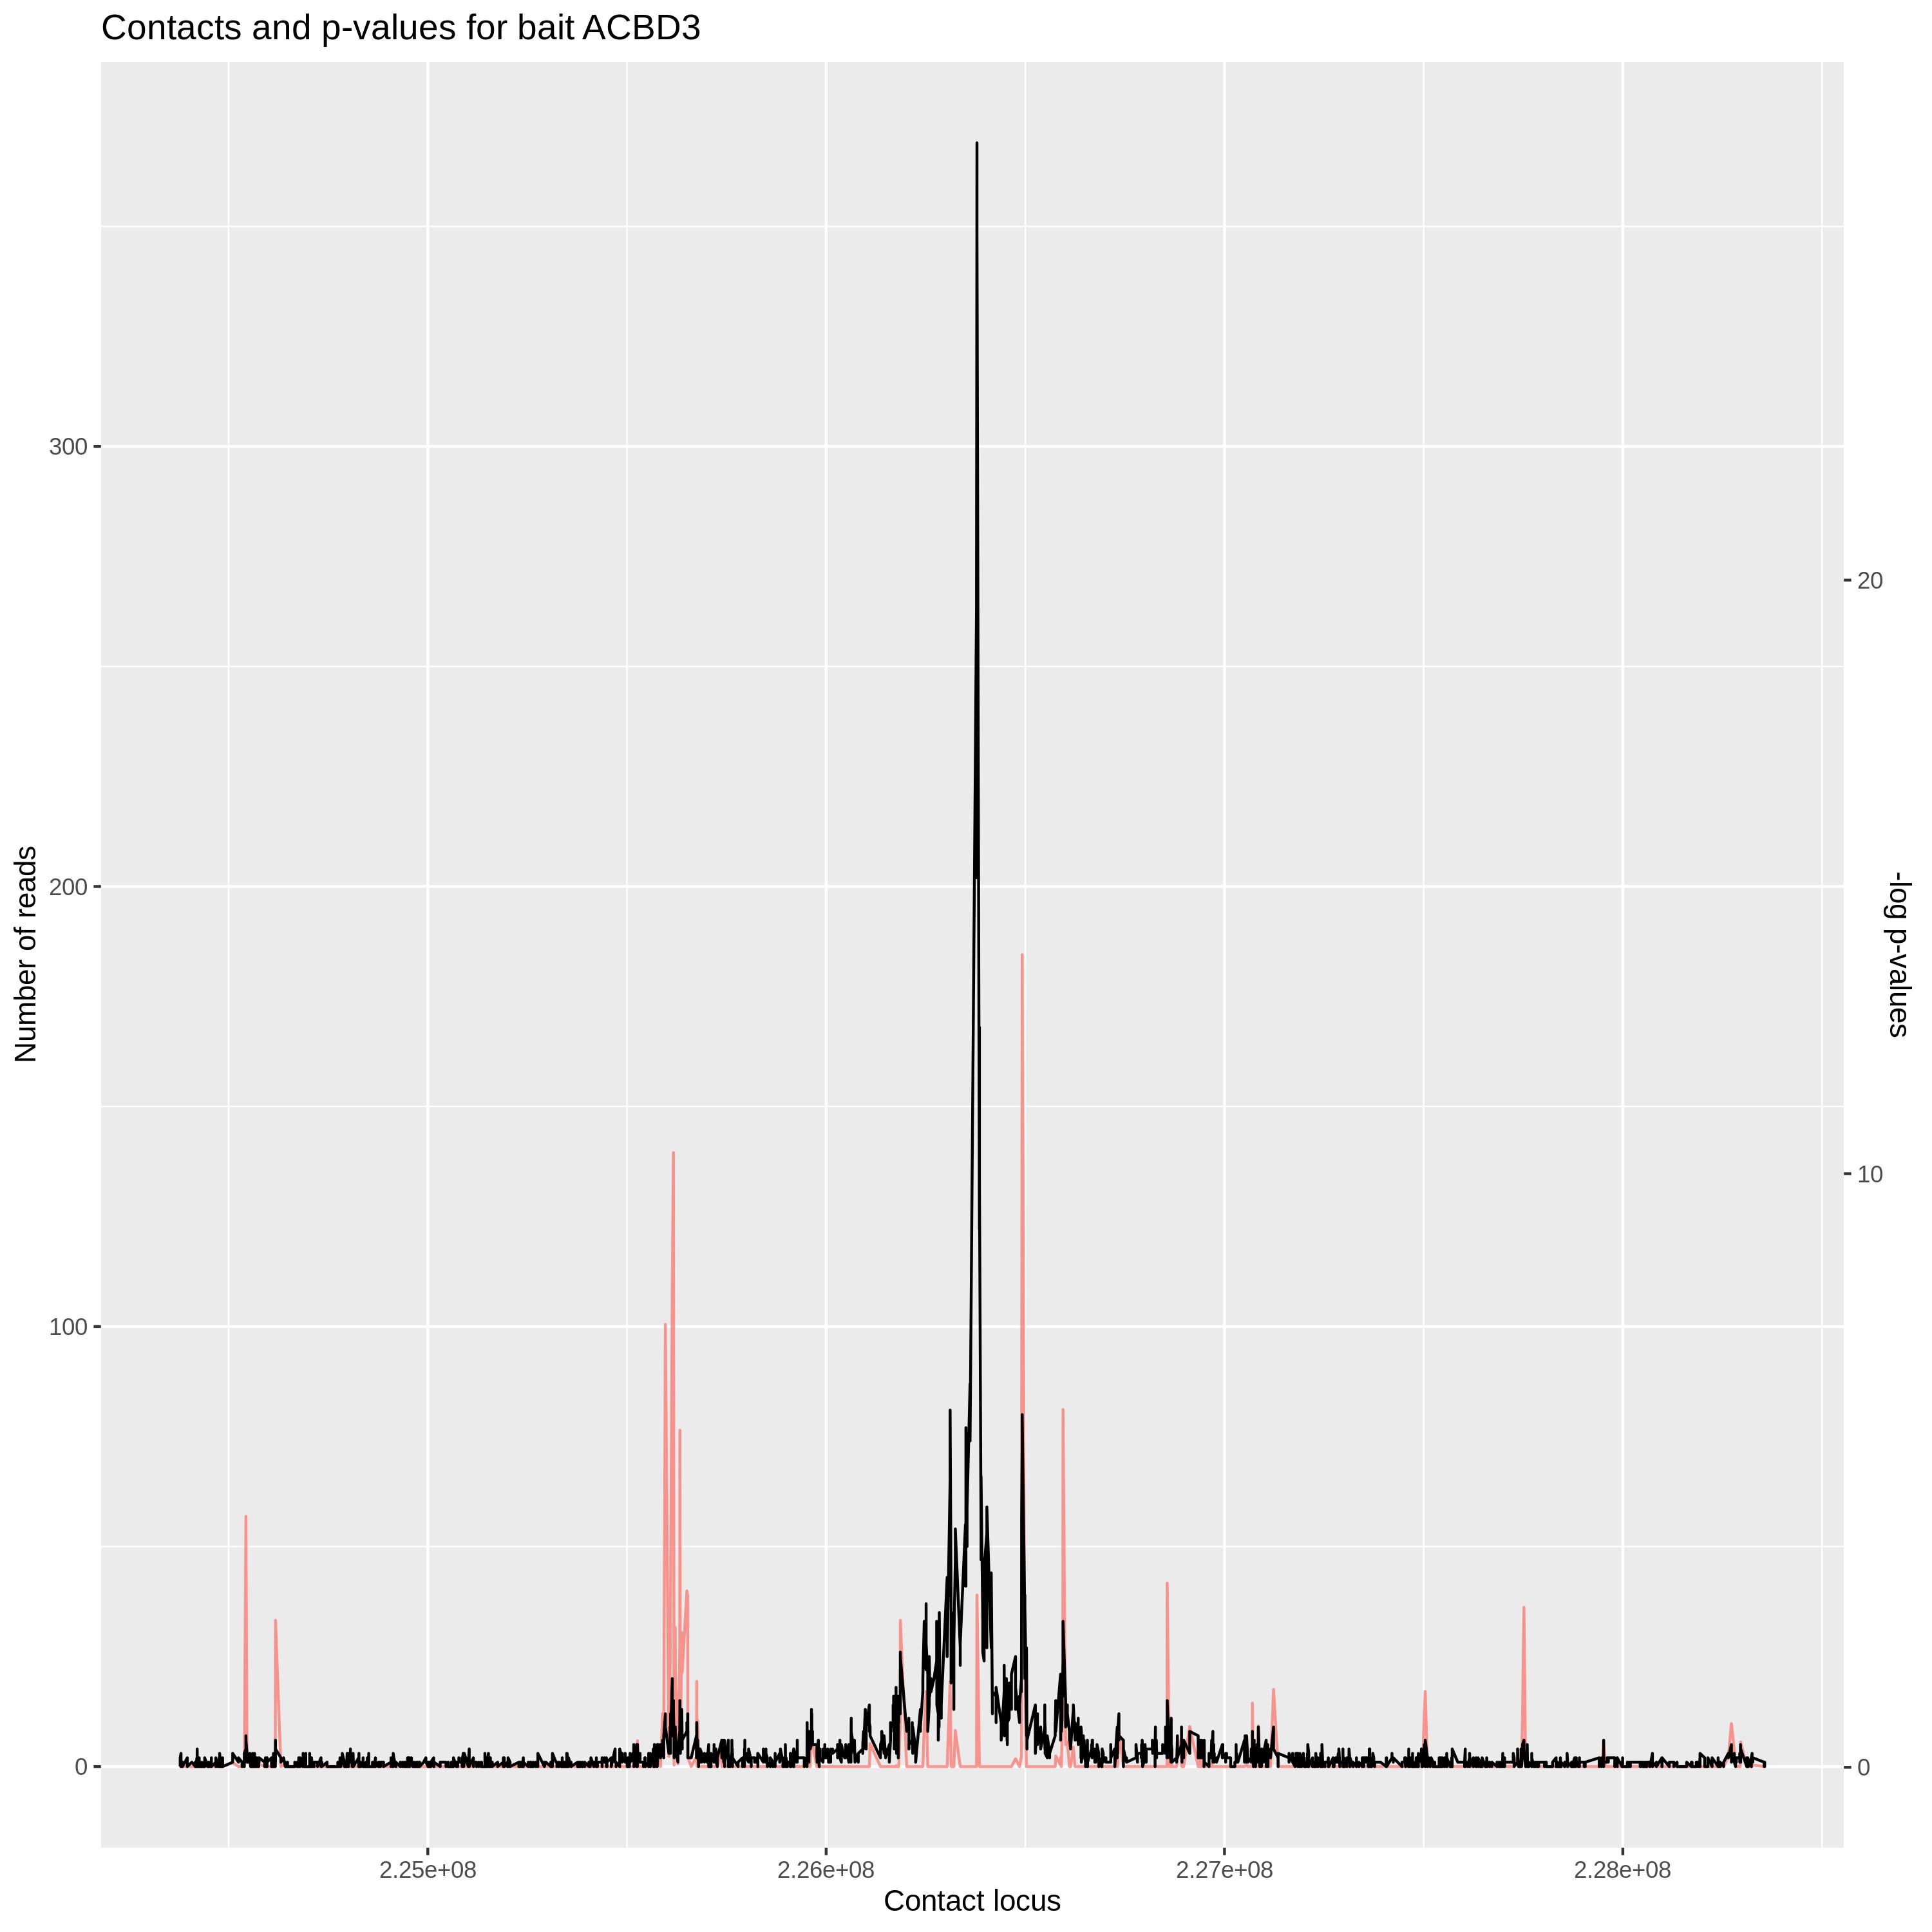 Contacts and p-values for bait ACBD3
Number of reads
300
200
100
0
20
10
0
-log p-values
2.25e+08
2.26e+08
2.27e+08
2.28e+08
Contact locus